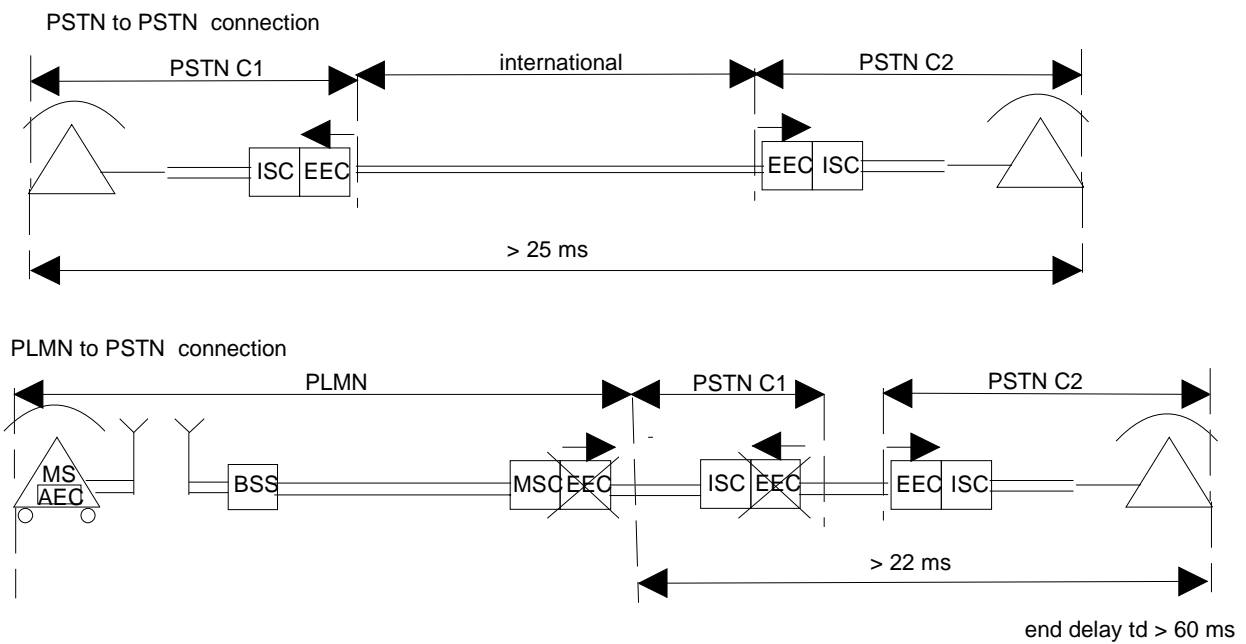 PSTN to PSTN connection
PSTN C1
international
PSTN C2
ISC EEC
EEC ISC
> 25 ms
PLMN to PSTN connection
PLMN
PSTN C1
PSTN C2
MS
AEC
BSS
MSC EEC
ISC EEC
EEC ISC
> 22 ms
end delay td > 60 ms